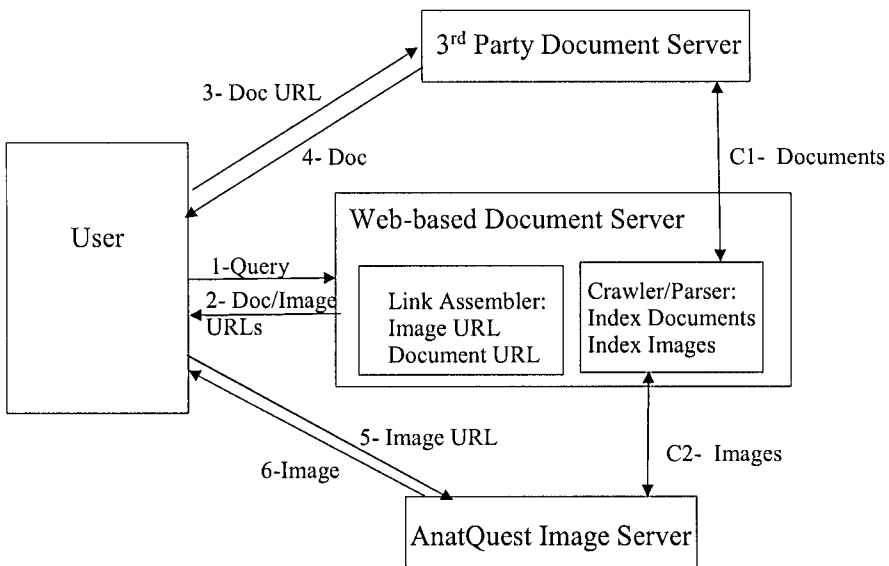 3rd Party Document Server
3- Doc URL
4- Doc
C1- Documents
User
Web-based Document Server
1-Query
2- Doc/Image
URLs
Link Assembler:
Image URL
Document URL
Crawler/Parser:
Index Documents
Index Images
5- Image URL
6-Image
C2- Images
AnatQuest Image Server